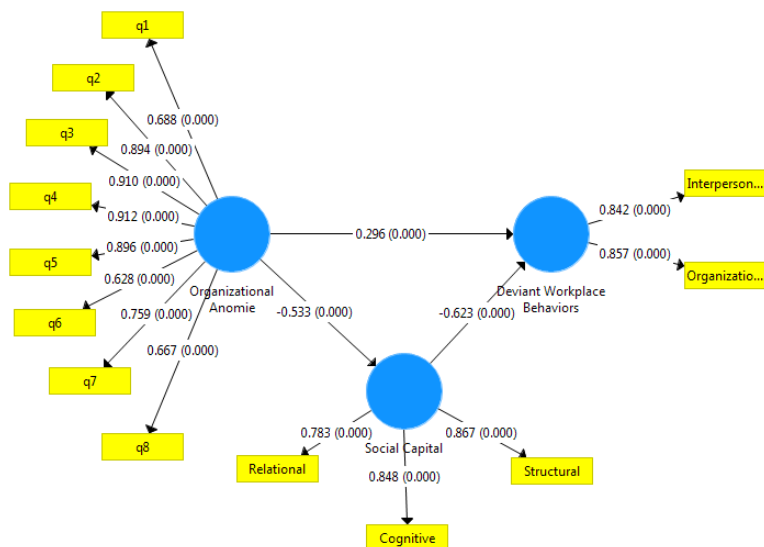 q1
q2
q3
q4
q5
q6
q7
q8
0.688 (0.000)
0.894 (0.000)
0.910 (0.000)
0.912 (0.000)
0.896 (0.000)
0.628 (0.000)
0.759 (0.000)
0.667 (0.000)
Organizational
Anomie
0.296 (0.000)
-0.533 (0.000)
-0.623 (0.000)
Deviant Workplace
Behaviors
0.842 (0.000)
0.857 (0.000)
Interperson...
Organizatio...
Social Capital
0.783 (0.000)
0.848 (0.000)
0.867 (0.000)
Relational
Cognitive
Structural